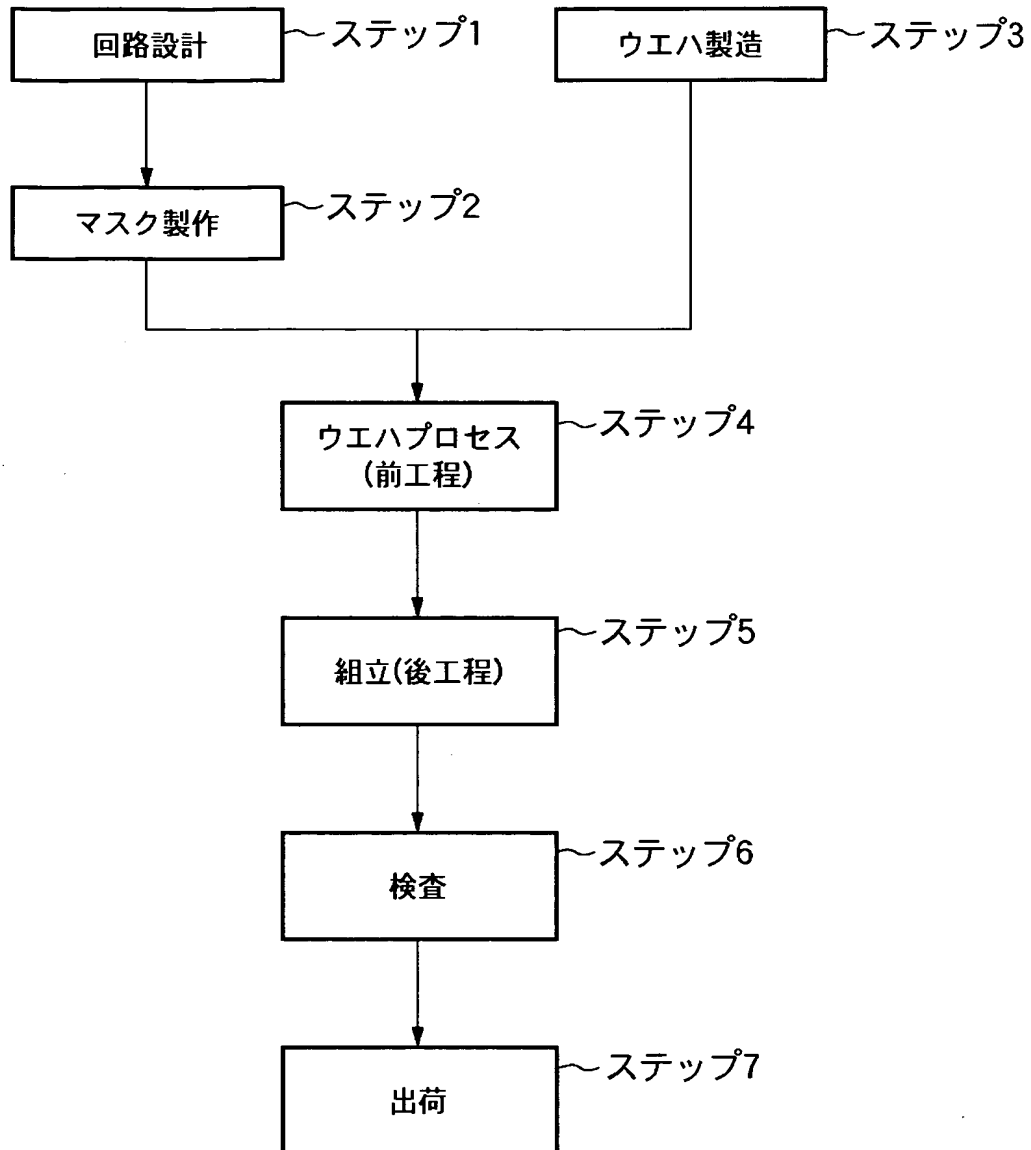 回路設計
ステップ1
ウエハ製造
ステップ3
マスク製作
ステップ2
ウエハプロセス
(前工程)
ステップ4
組立(後工程)
ステップ5
検査
ステップ6
出荷
ステップ7